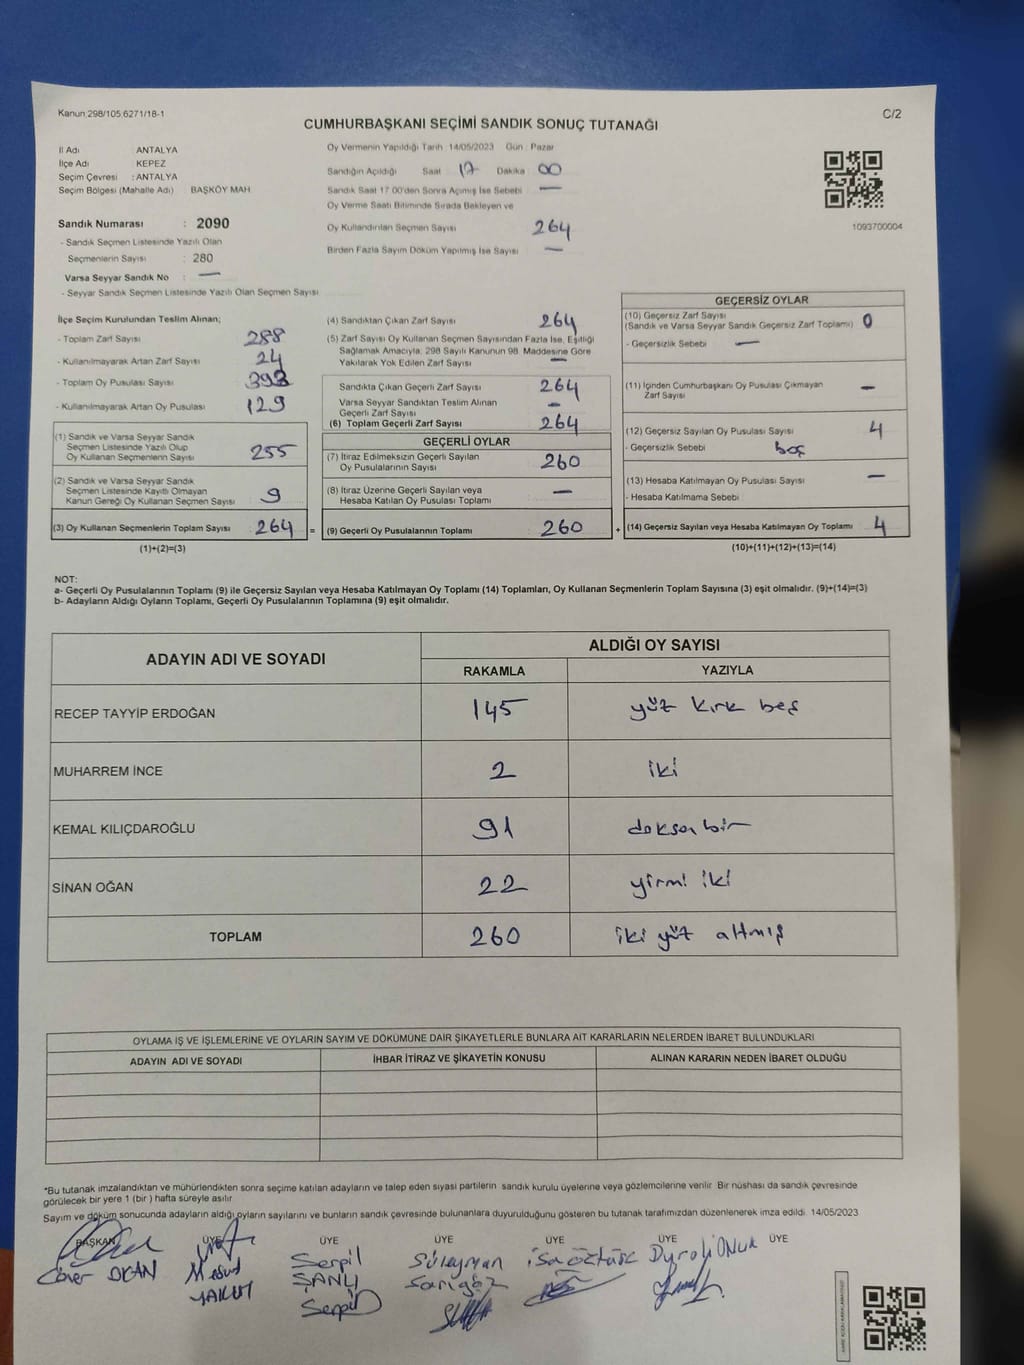 Kanun;298/105;6271/18-1
C/2
CUMHURBAŞKANI SEÇİMİ SANDIK SONUÇ TUTANAĞI
İl Adı ANTALYA
İlçe Adı KEPEZ
Seçim Çevresi : ANTALYA
Seçim Bölgesi (Mahalle Adı) BAŞKÖY MAH
Sandık Numarası : 2090
- Sandık Seçmen Listesinde Yazılı Olan
Seçmenlerin Sayısı : 280
Varsa Seyyar Sandık No : —
- Seyyar Sandık Seçmen Listesinde Yazılı Olan Seçmen Sayısı
Oy Vermenin Yapıldığı Tarih 14/05/2023 Gün : Pazar
Sandığın Açıldığı Saat 17 Dakika 00
Sandık Saat 17 00'den Sonra Açımış İse Sebebi —
Oy Verme Saati Bitiminde Sırada Bekleyen ve
Oy Kullandırılan Seçmen Sayısı 264
Birden Fazla Sayım Döküm Yapılmış İse Sayısı —
1093700004
İlçe Seçim Kurulundan Teslim Alınan;
- Toplam Zarf Sayısı 288
- Kullanılmayarak Artan Zarf Sayısı 24
- Toplam Oy Pusulası Sayısı 393
- Kullanılmayarak Artan Oy Pusulası 129
(1) Sandık ve Varsa Seyyar Sandık
Seçmen Listesinde Yazılı Olup
Oy Kullanan Seçmenlerin Sayısı 255
(2) Sandık ve Varsa Seyyar Sandık
Seçmen Listesinde Kayıtlı Olmayan
Kanun Gereği Oy Kullanan Seçmen Sayısı 9
(3) Oy Kullanan Seçmenlerin Toplam Sayısı 264 =
(1)+(2)=(3)
(4) Sandıktan Çıkan Zarf Sayısı 264
(5) Zarf Sayısı Oy Kullanan Seçmen Sayısından Fazla İse, Eşitliği
Sağlamak Amacıyla; 298 Sayılı Kanunun 98. Maddesine Göre
Yakılarak Yok Edilen Zarf Sayısı —
Sandıkta Çıkan Geçerli Zarf Sayısı 264
Varsa Seyyar Sandıktan Teslim Alınan
Geçerli Zarf Sayısı —
(6) Toplam Geçerli Zarf Sayısı 264
GEÇERLİ OYLAR
(7) İtiraz Edilmeksizin Geçerli Sayılan
Oy Pusulalarının Sayısı 260
(8) İtiraz Üzerine Geçerli Sayılan veya
Hesaba Katılan Oy Pusulası Toplamı —
(9) Geçerli Oy Pusulalarının Toplamı 260 +
GEÇERSİZ OYLAR
(10) Geçersiz Zarf Sayısı
(Sandık ve Varsa Seyyar Sandık Geçersiz Zarf Toplamı) 0
- Geçersizlik Sebebi —
(11) İçinden Cumhurbaşkanı Oy Pusulası Çıkmayan
Zarf Sayısı —
(12) Geçersiz Sayılan Oy Pusulası Sayısı 4
- Geçersizlik Sebebi boş
(13) Hesaba Katılmayan Oy Pusulası Sayısı —
- Hesaba Katılmama Sebebi
(14) Geçersiz Sayılan veya Hesaba Katılmayan Oy Toplamı 4
(10)+(11)+(12)+(13)=(14)
NOT:
a- Geçerli Oy Pusulalarının Toplamı (9) ile Geçersiz Sayılan veya Hesaba Katılmayan Oy Toplamı (14) Toplamları, Oy Kullanan Seçmenlerin Toplam Sayısına (3) eşit olmalıdır. (9)+(14)=(3)
b- Adayların Aldığı Oyların Toplamı, Geçerli Oy Pusulalarının Toplamına (9) eşit olmalıdır.
ADAYIN ADI VE SOYADI ALDIĞI OY SAYISI
RAKAMLA YAZIYLA
RECEP TAYYİP ERDOĞAN 145 yüz kırk beş
MUHARREM İNCE 2 iki
KEMAL KILIÇDAROĞLU 91 doksan bir
SİNAN OĞAN 22 yirmi iki
TOPLAM 260 iki yüz altmış
OYLAMA İŞ VE İŞLEMLERİNE VE OYLARIN SAYIM VE DÖKÜMÜNE DAİR ŞİKAYETLERLE BUNLARA AİT KARARLARIN NELERDEN İBARET BULUNDUKLARI
ADAYIN ADI VE SOYADI İHBAR İTİRAZ VE ŞİKAYETİN KONUSU ALINAN KARARIN NEDEN İBARET OLDUĞU
*Bu tutanak imzalandıktan ve mühürlendikten sonra seçime katılan adayların ve talep eden siyasi partilerin sandık kurulu üyelerine veya gözlemcilerine verilir. Bir nüshası da sandık çevresinde
görülecek bir yere 1 (bir ) hafta süreyle asılır
Sayım ve döküm sonucunda adayların aldığı oyların sayılarını ve bunların sandık çevresinde bulunanlara duyurulduğunu gösteren bu tutanak tarafımızdan düzenlenerek imza edildi. 14/05/2023
BAŞKAN ÜYE ÜYE ÜYE ÜYE ÜYE ÜYE
Mesud Serpil Süleyman isa öztürk ONUR
YAKUT ŞANLI Sarıgöz
Serpil